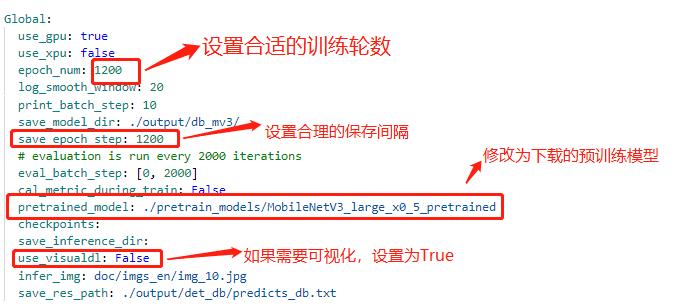 Global:
use_gpu: true
use_xpu: false
epoch_num: 1200
设置合适的训练轮数
log_smooth_window: 20
print_batch_step: 10
save_model_dir: ./output/db_mv3/
save_epoch_step: 1200
设置合理的保存间隔
# evaluation is run every 2000 iterations
eval_batch_step: [0, 2000]
修改为下载的预训练模型
cal_metric_during_train: False
pretrained_model: ./pretrain_models/MobileNetV3_large_x0_5_pretrained
checkpoints:
save_inference_dir:
use_visualdl: False
如果需要可视化，设置为True
infer_img: doc/imgs_en/img_10.jpg
save_res_path: ./output/det_db/predicts_db.txt